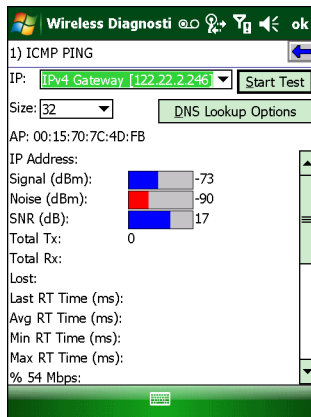 Wireless Diagnosti ok
1) ICMP PING
IP: IPv4 Gateway [122.22.2.246] Start Test
Size: 32 DNS Lookup Options
AP: 00:15:70:7C:4D:FB
IP Address:
Signal (dBm): -73
Noise (dBm): -90
SNR (dB): 17
Total Tx: 0
Total Rx:
Lost:
Last RT Time (ms):
Avg RT Time (ms):
Min RT Time (ms):
Max RT Time (ms):
% 54 Mbps: